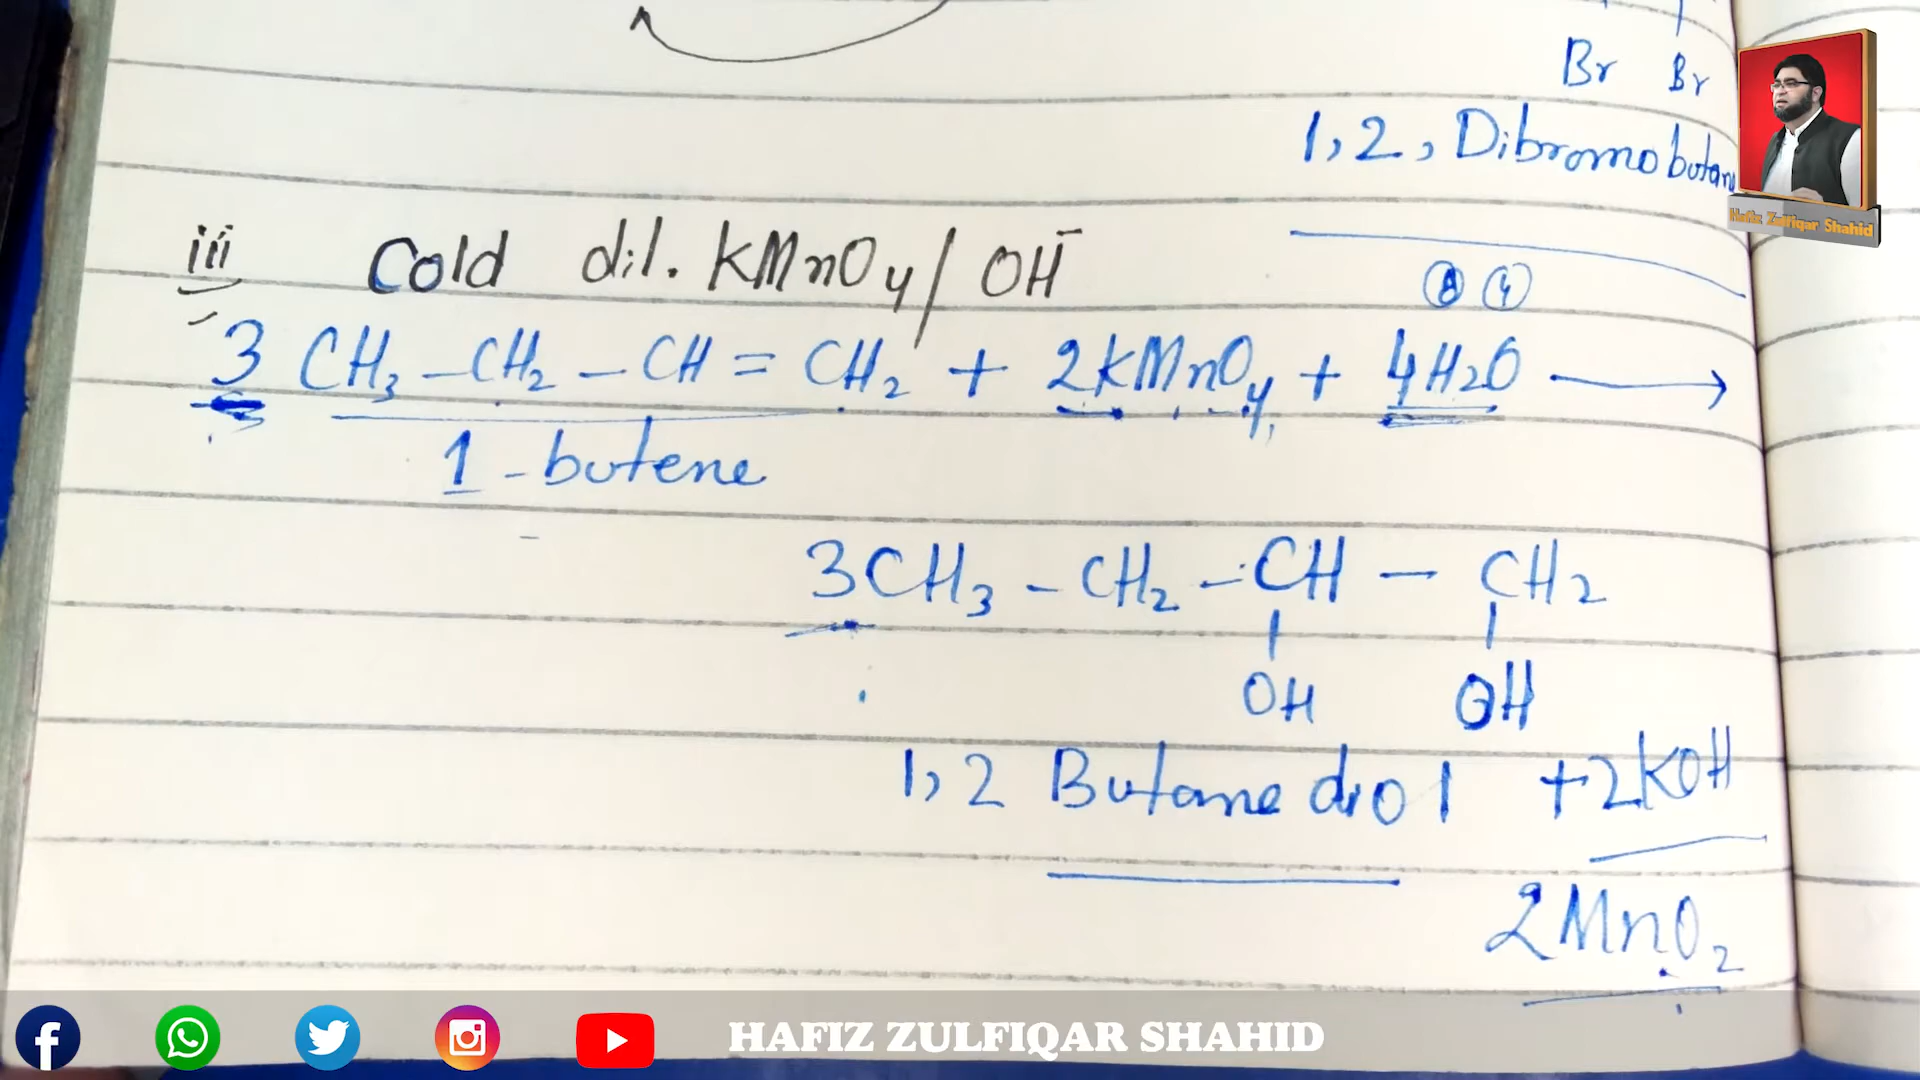 Br Br
1,2, Dibromobutan
Hafiz Zulfiqar Shahid
iii Cold dil. KMnO4/ OH⁻
8 4
3 CH3 – CH2 – CH = CH2 + 2KMnO4 + 4H2O →
1 - butene
3CH3 – CH2 – CH – CH2
OH OH
1,2 Butane diol + 2KOH
2MnO2
HAFIZ ZULFIQAR SHAHID